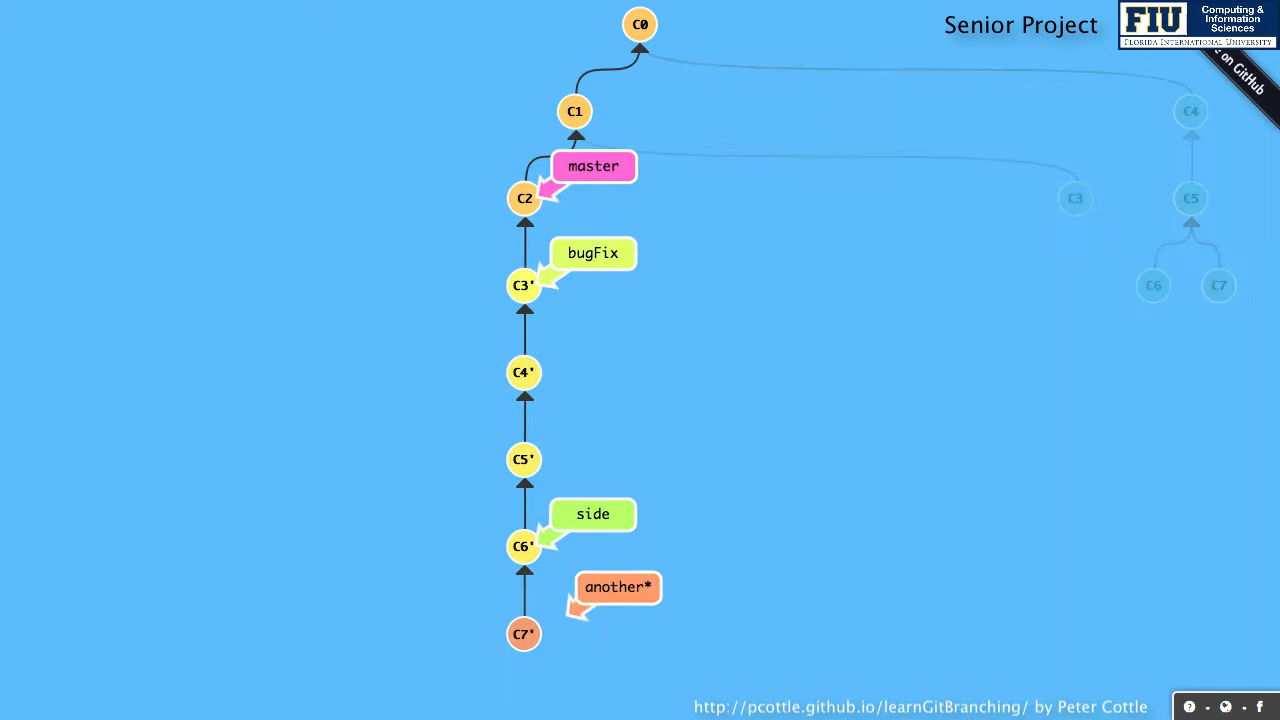 C0
Senior Project
FIU
Computing &
Information
Sciences
FLORIDA INTERNATIONAL UNIVERSITY
on GitHub
C1
C4
master
C2
C3
C5
bugFix
C3'
C6
C7
C4'
C5'
side
C6'
another*
C7'
http://pcottle.github.io/learnGitBranching/ by Peter Cottle
? - - f